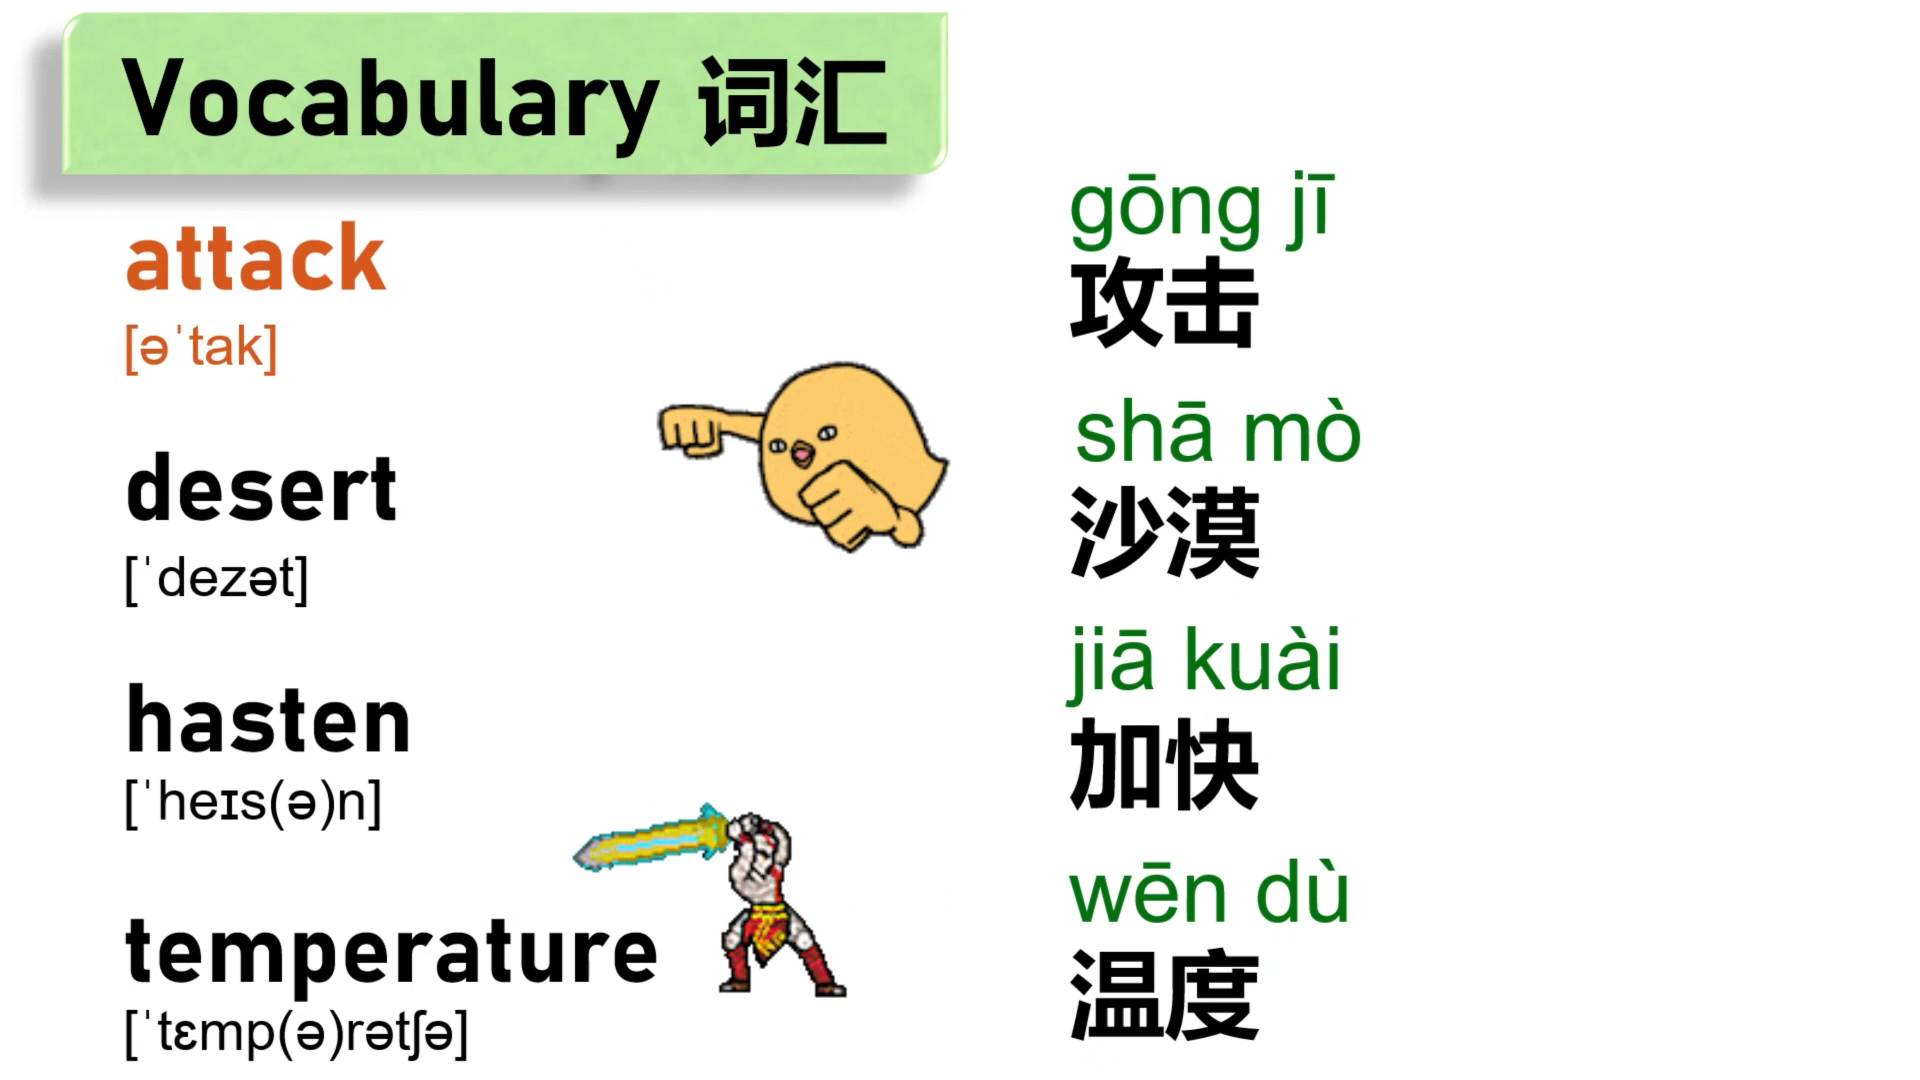 Vocabulary 词汇
attack
[əˈtak]
gōng jī
攻击
desert
[ˈdezət]
shā mò
沙漠
hasten
[ˈheɪs(ə)n]
jiā kuài
加快
temperature
[ˈtɛmp(ə)rətʃə]
wēn dù
温度